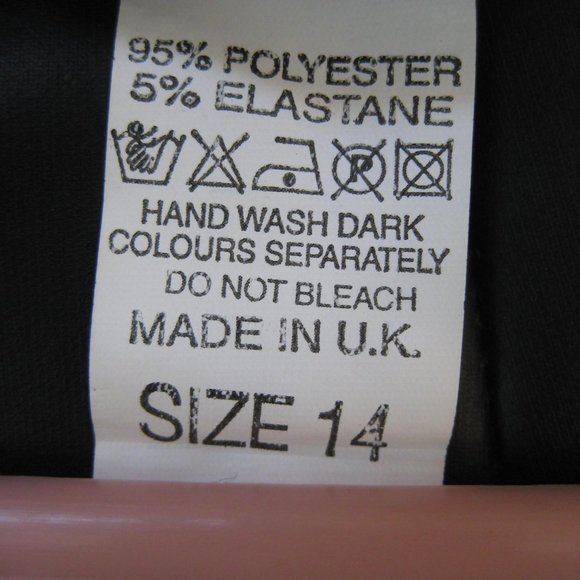 95% POLYESTER
5% ELASTANE
P
HAND WASH DARK
COLOURS SEPARATELY
DO NOT BLEACH
MADE IN U.K.
SIZE 14